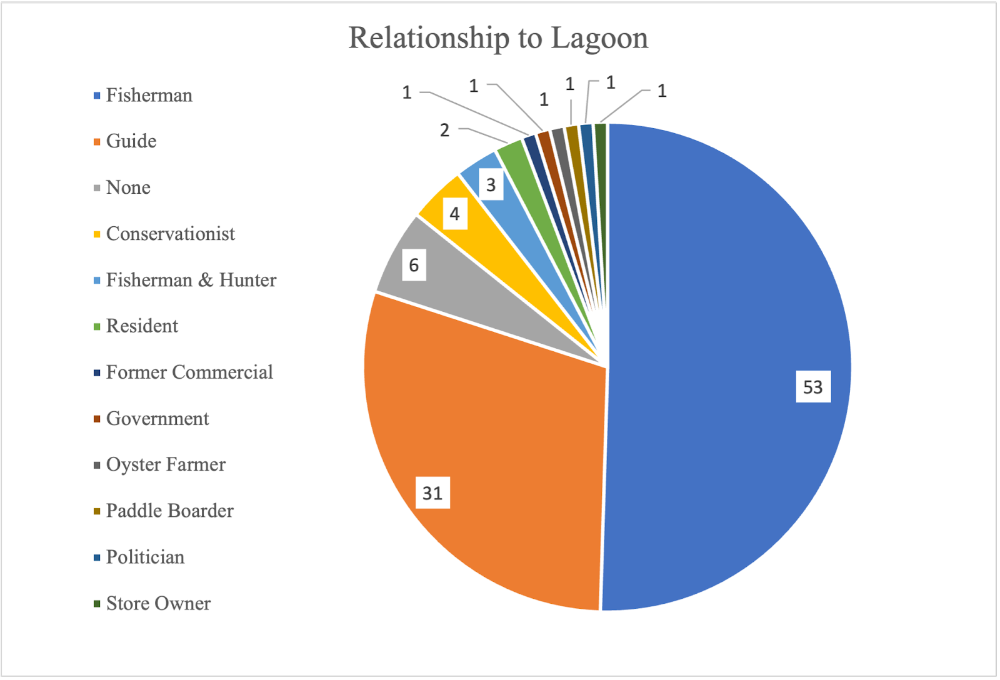 Relationship to Lagoon
Fisherman
Guide
None
Conservationist
Fisherman & Hunter
Resident
Former Commercial
Government
Oyster Farmer
Paddle Boarder
Politician
Store Owner
53
31
6
4
3
2
1
1
1
1
1
1